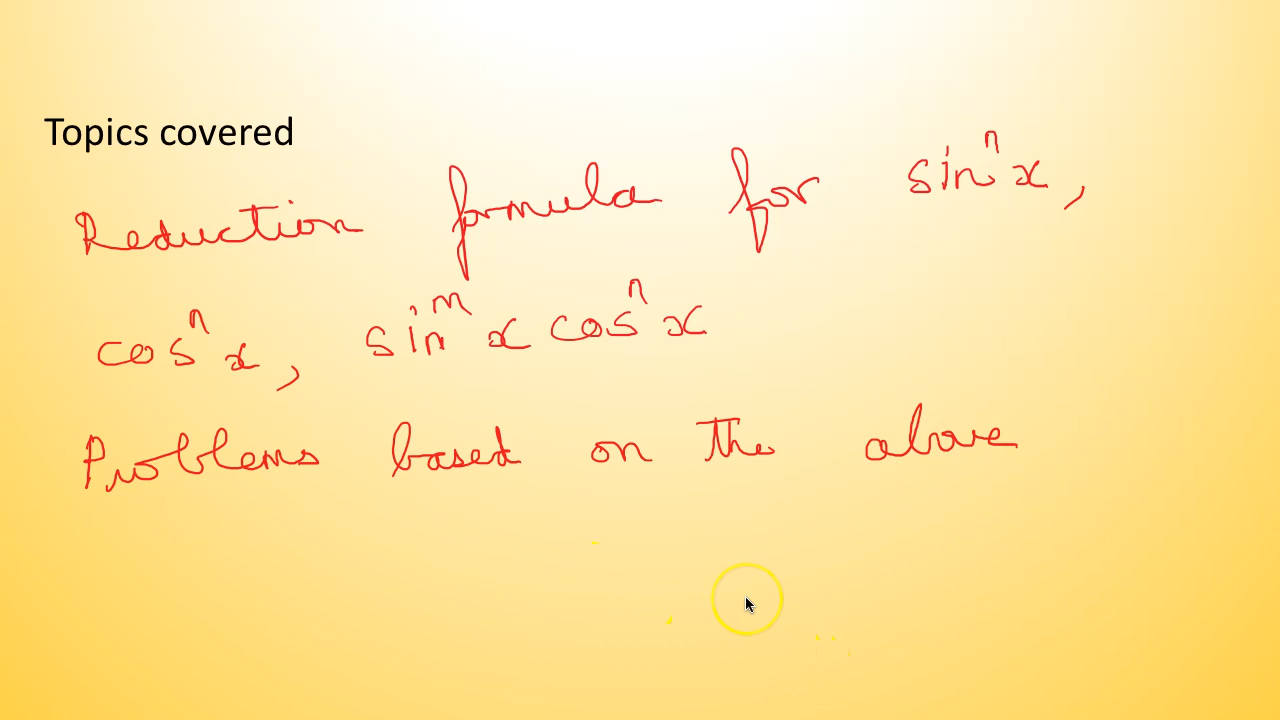 Topics covered
Reduction formula for sinⁿx,
cosⁿx, sinᵐx cosⁿx
Problems based on the above